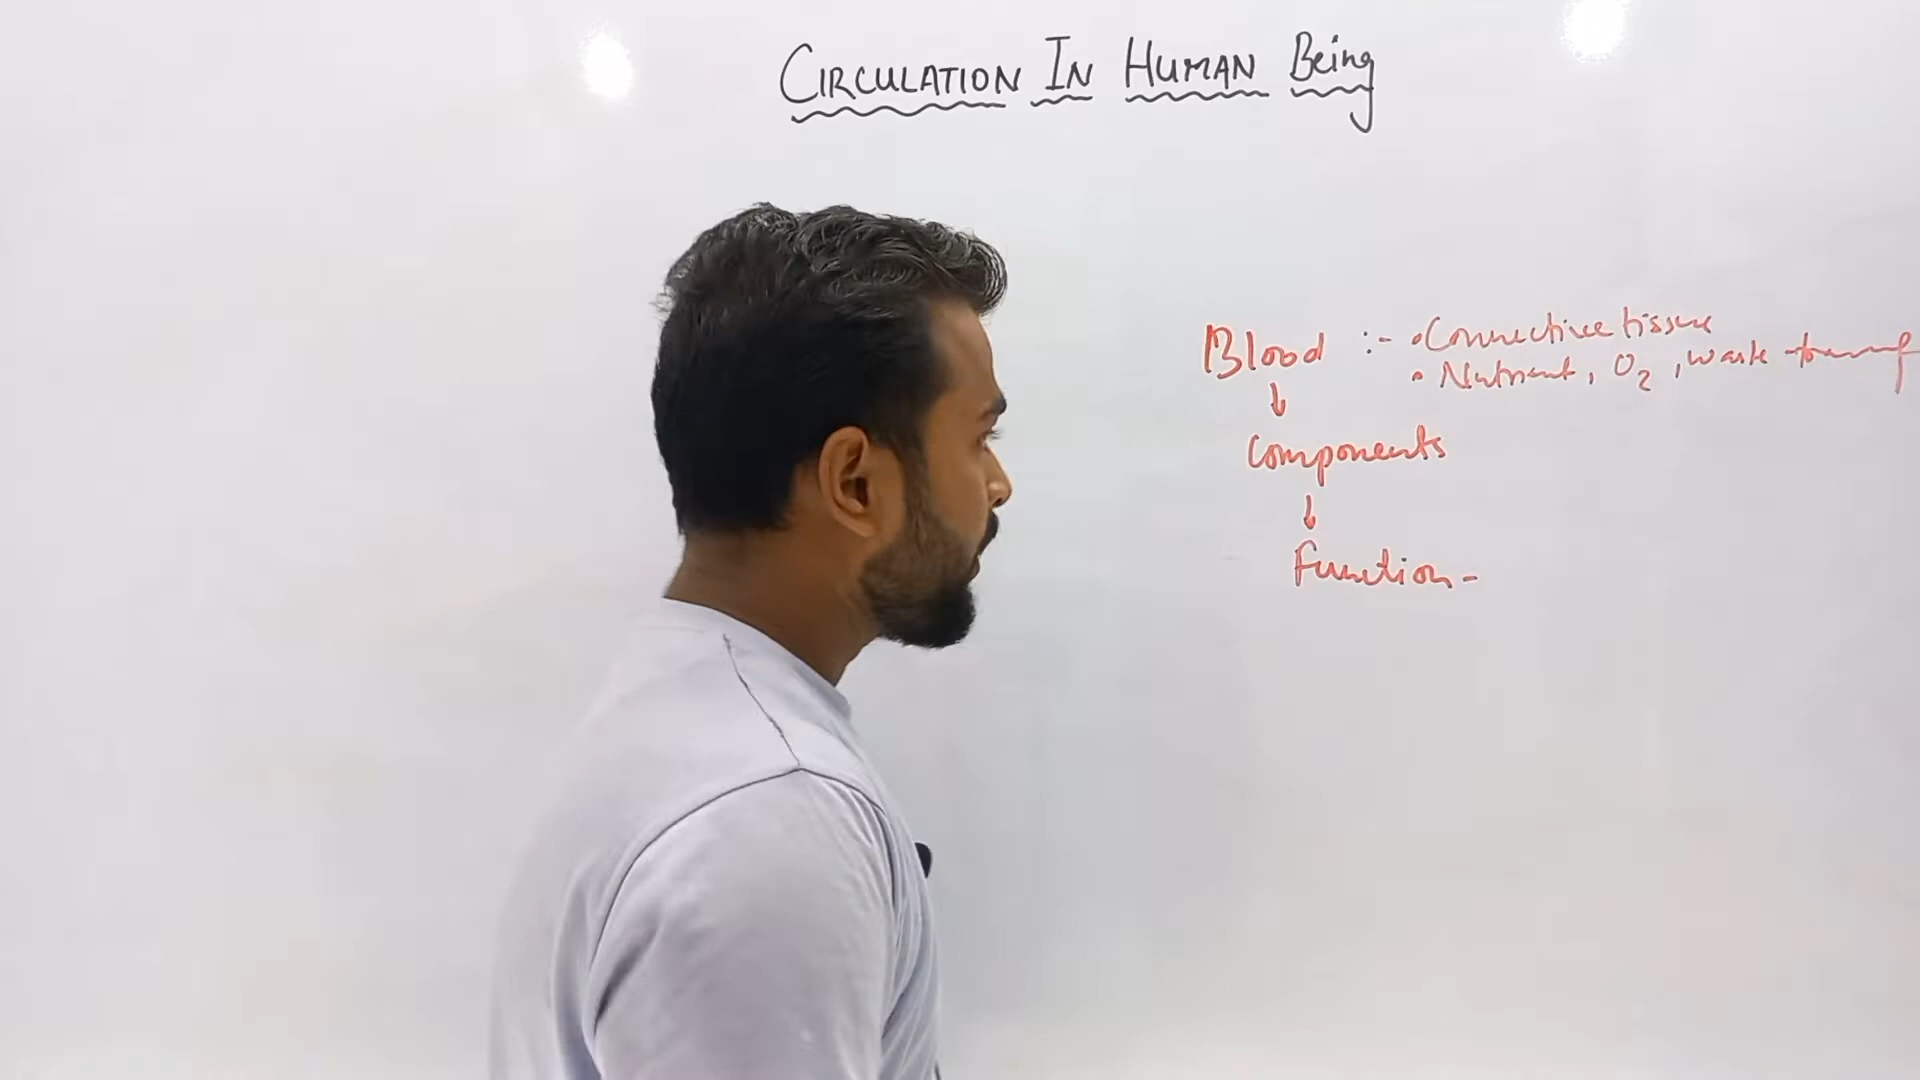 CIRCULATION IN HUMAN Being
Blood :- • Connective tissue
• Nutrient, O2, waste
↓
Components
↓
Function -